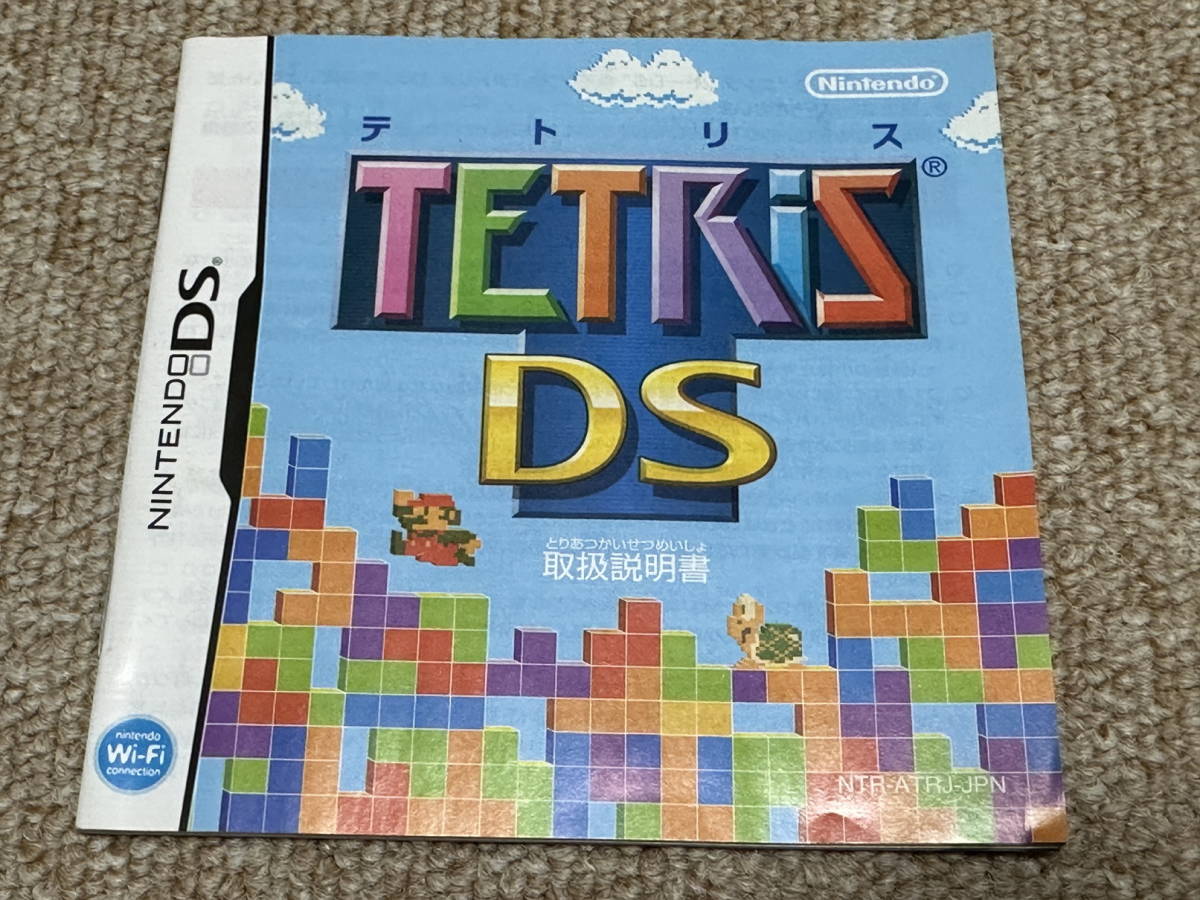 Nintendo®
テトリス
TETRiS®
DS
とりあつかいせつめいしょ
取扱説明書
NINTENDO DS®
nintendo
Wi-Fi
connection
NTR-ATRJ-JPN